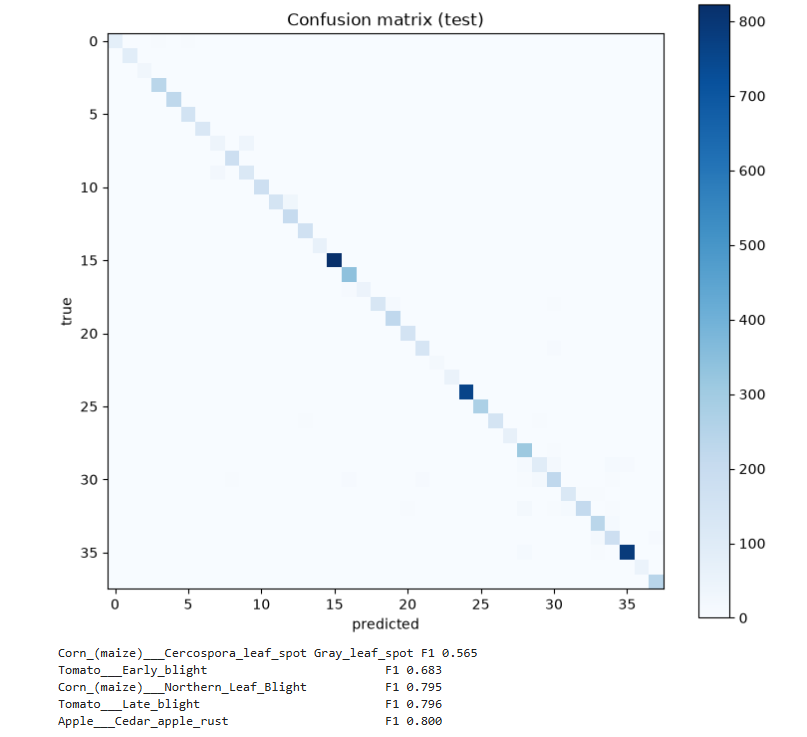 Confusion matrix (test)
0
5
10
15
20
25
30
35
true
0 5 10 15 20 25 30 35
predicted
800
700
600
500
400
300
200
100
0
Corn_(maize)___Cercospora_leaf_spot Gray_leaf_spot F1 0.565
Tomato___Early_blight F1 0.683
Corn_(maize)___Northern_Leaf_Blight F1 0.795
Tomato___Late_blight F1 0.796
Apple___Cedar_apple_rust F1 0.800